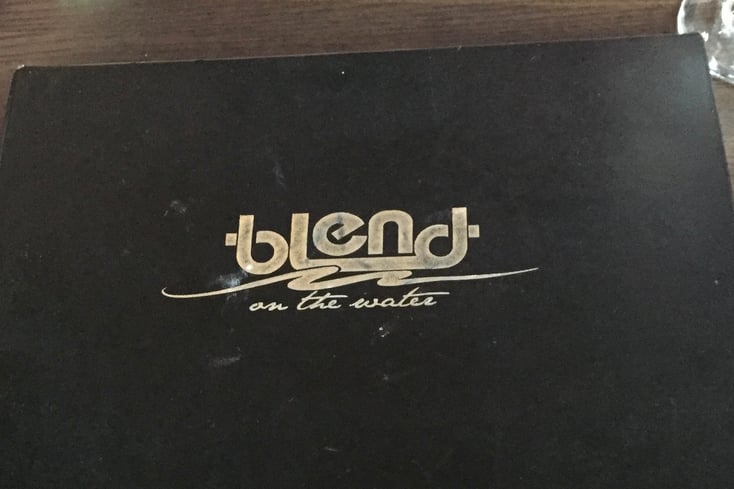 blend
on the water